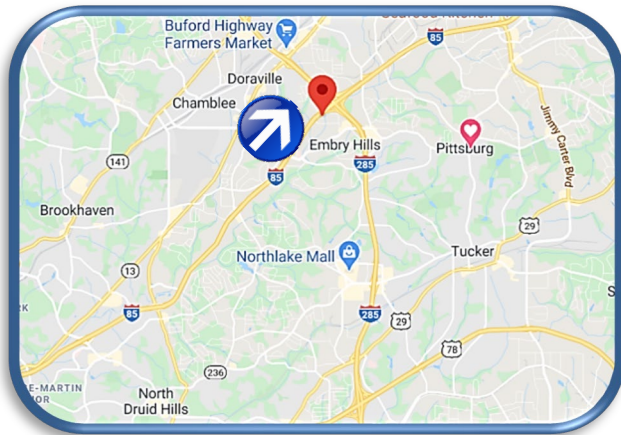 Buford Highway
Farmers Market
85
Doraville
Chamblee
Jimmy Carter Blvd
Embry Hills
Pittsburg
141
285
85
Brookhaven
29
Northlake Mall
Tucker
13
85
285
29
78
236
North
Druid Hills